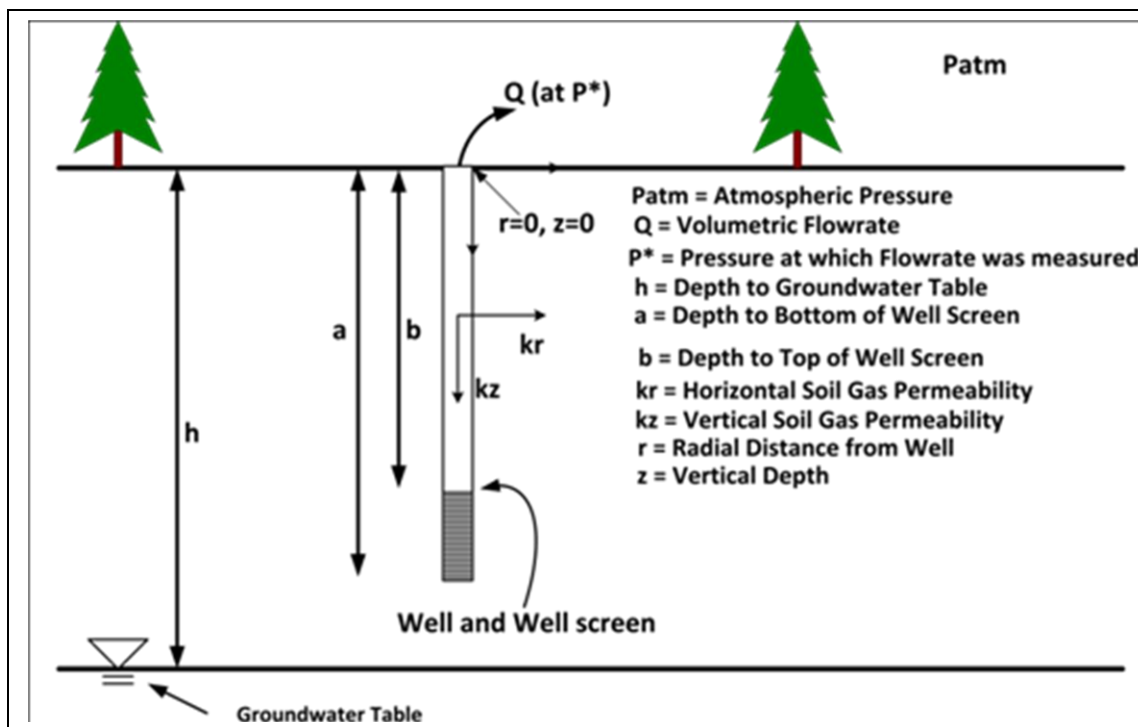 Patm
Q (at P*)
r=0, z=0
Patm = Atmospheric Pressure
Q = Volumetric Flowrate
P* = Pressure at which Flowrate was measured
h = Depth to Groundwater Table
a = Depth to Bottom of Well Screen
b = Depth to Top of Well Screen
kr = Horizontal Soil Gas Permeability
kz = Vertical Soil Gas Permeability
r = Radial Distance from Well
z = Vertical Depth
a
b
kr
kz
h
Well and Well screen
Groundwater Table